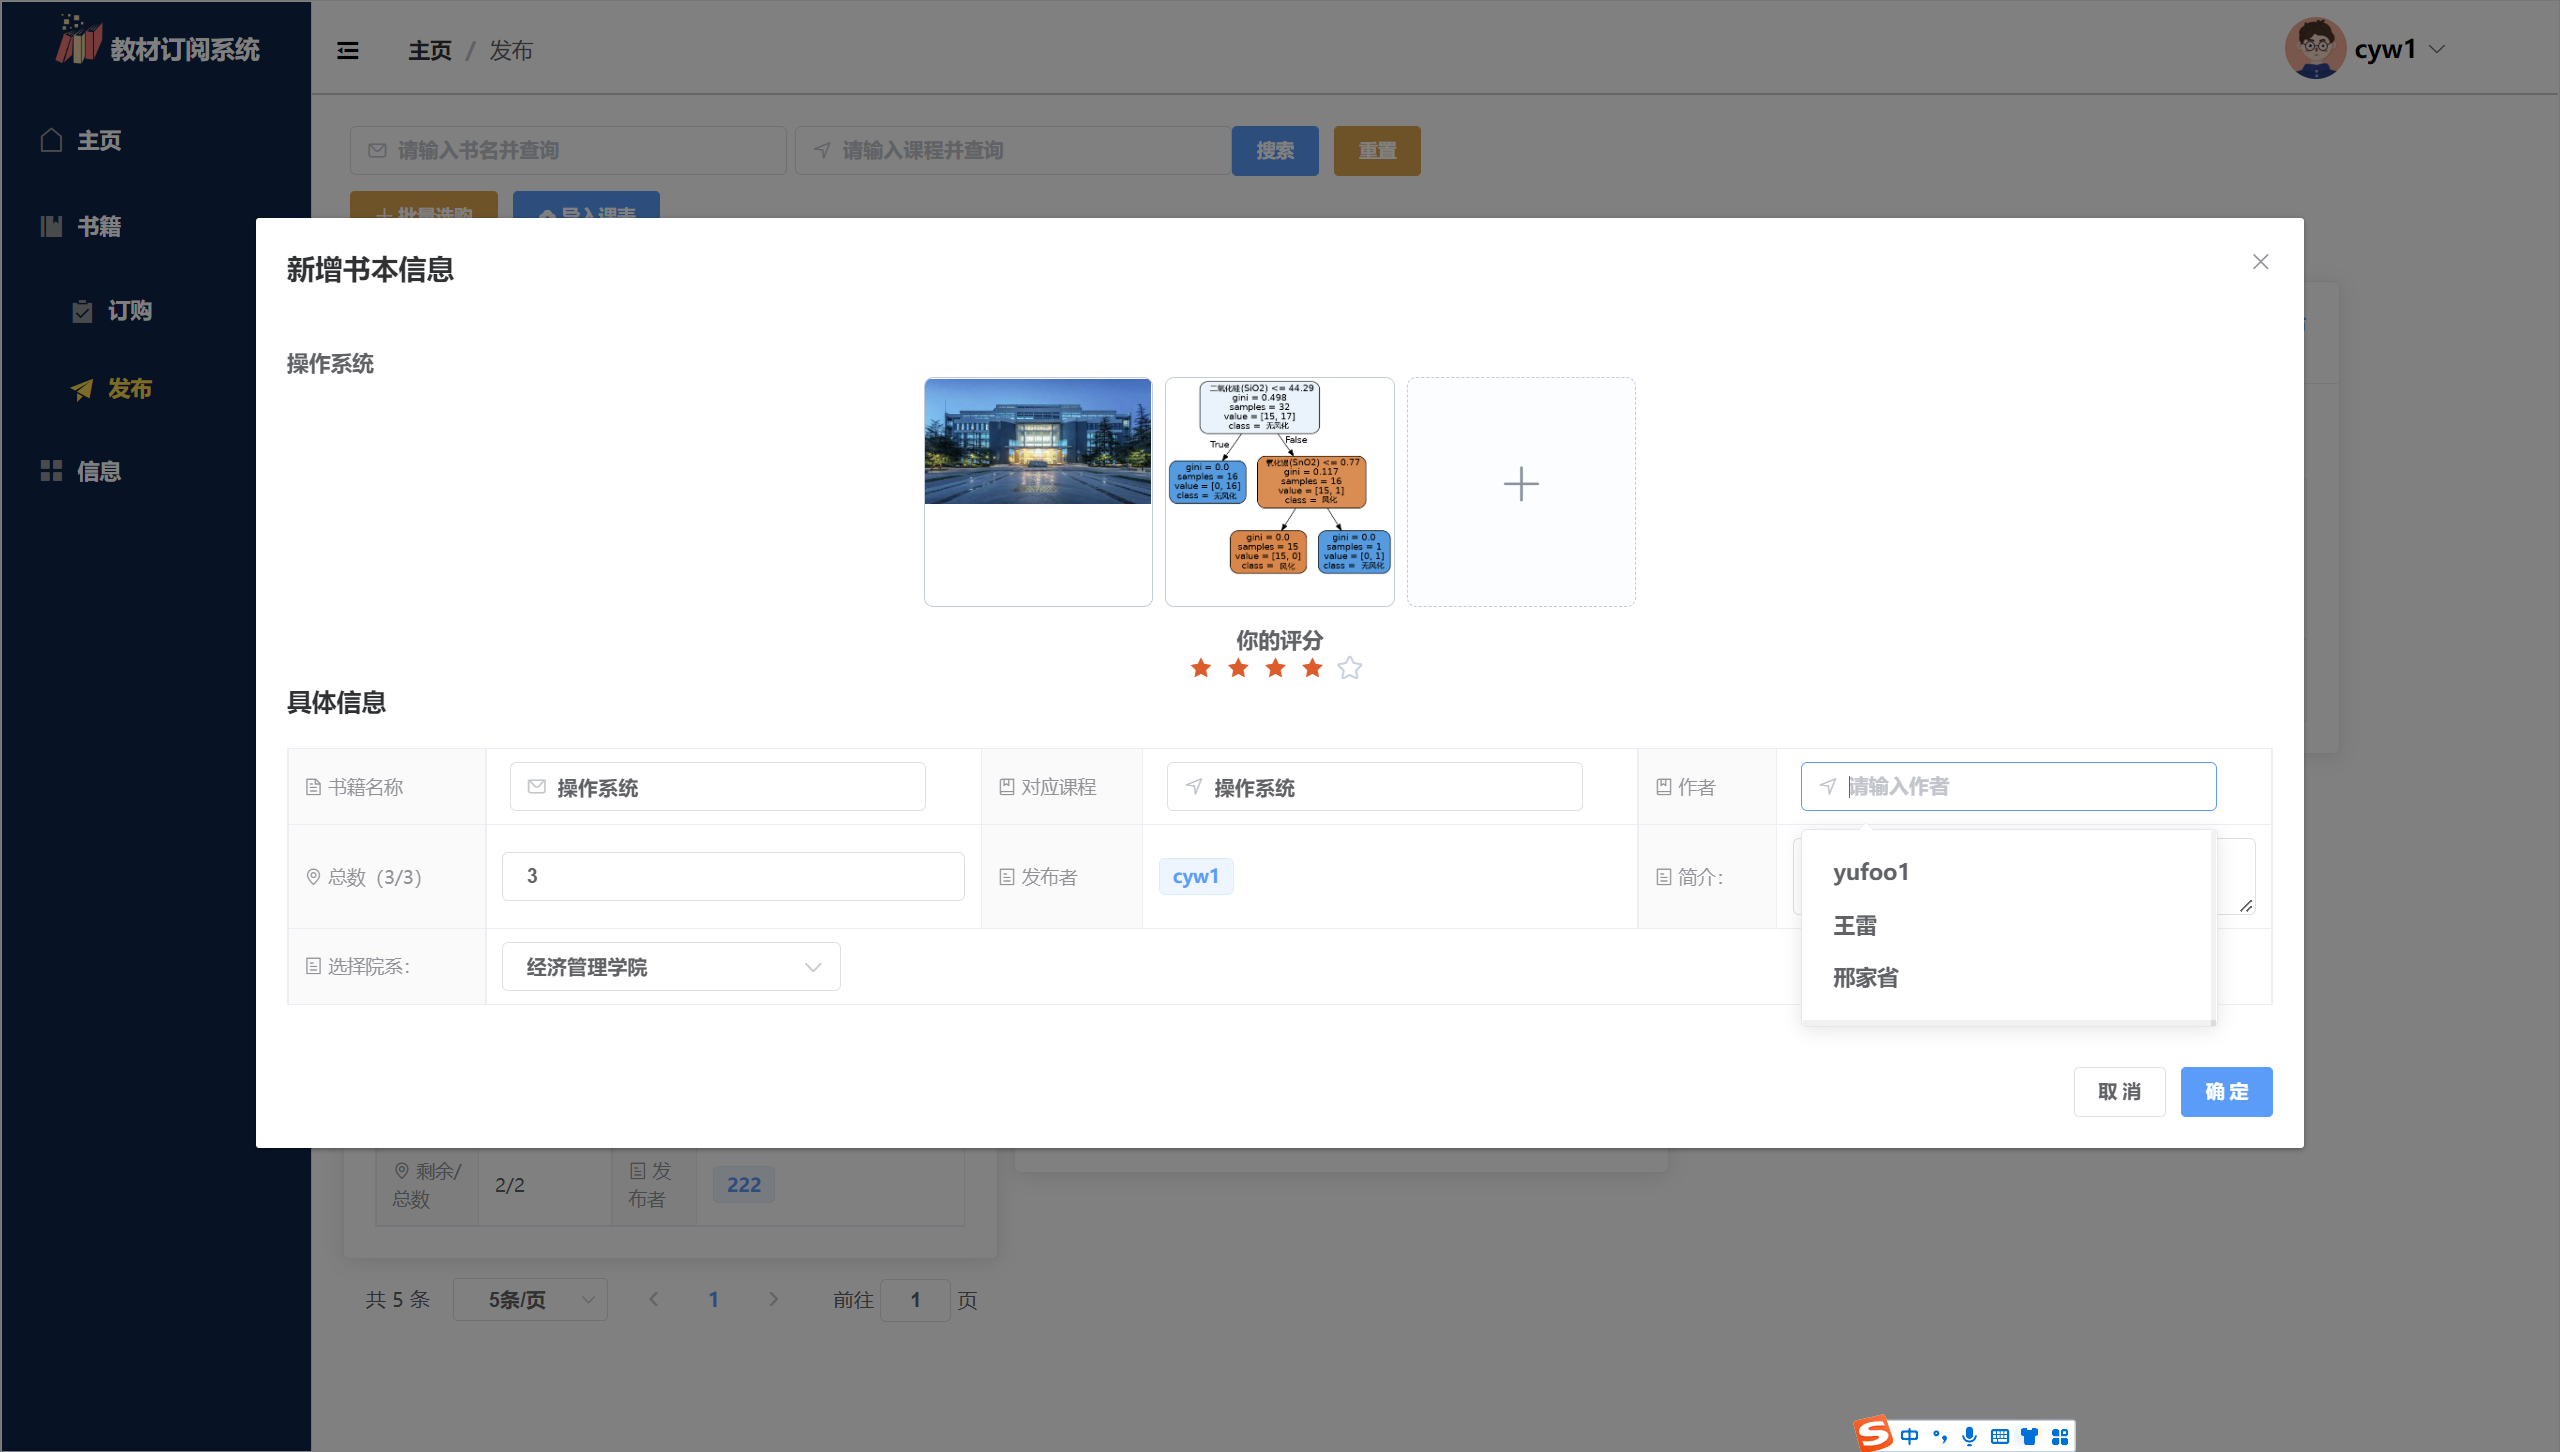 教材订阅系统
主页 / 发布
cyw1
主页
书籍
订购
发布
信息
请输入书名并查询
请输入课程并查询
搜索
重置
批量选购
导入课表
新增书本信息
操作系统
二氧化硅(SiO2) <= 44.29
gini = 0.498
samples = 32
value = [15, 17]
class = 无风化
True
False
gini = 0.0
samples = 16
value = [0, 16]
class = 无风化
(SnO2) <= 0.77
gini = 0.117
samples = 16
value = [15, 1]
class = 风化
gini = 0.0
samples = 15
value = [15, 0]
class = 风化
gini = 0.0
samples = 1
value = [0, 1]
class = 无风化
你的评分
具体信息
书籍名称
操作系统
对应课程
操作系统
作者
请输入作者
总数（3/3）
3
发布者
cyw1
简介：
yufoo1
王雷
邢家省
选择院系：
经济管理学院
取 消
确 定
剩余/
总数
2/2
发
布者
222
共 5 条
5条/页
1
前往
1
页
中